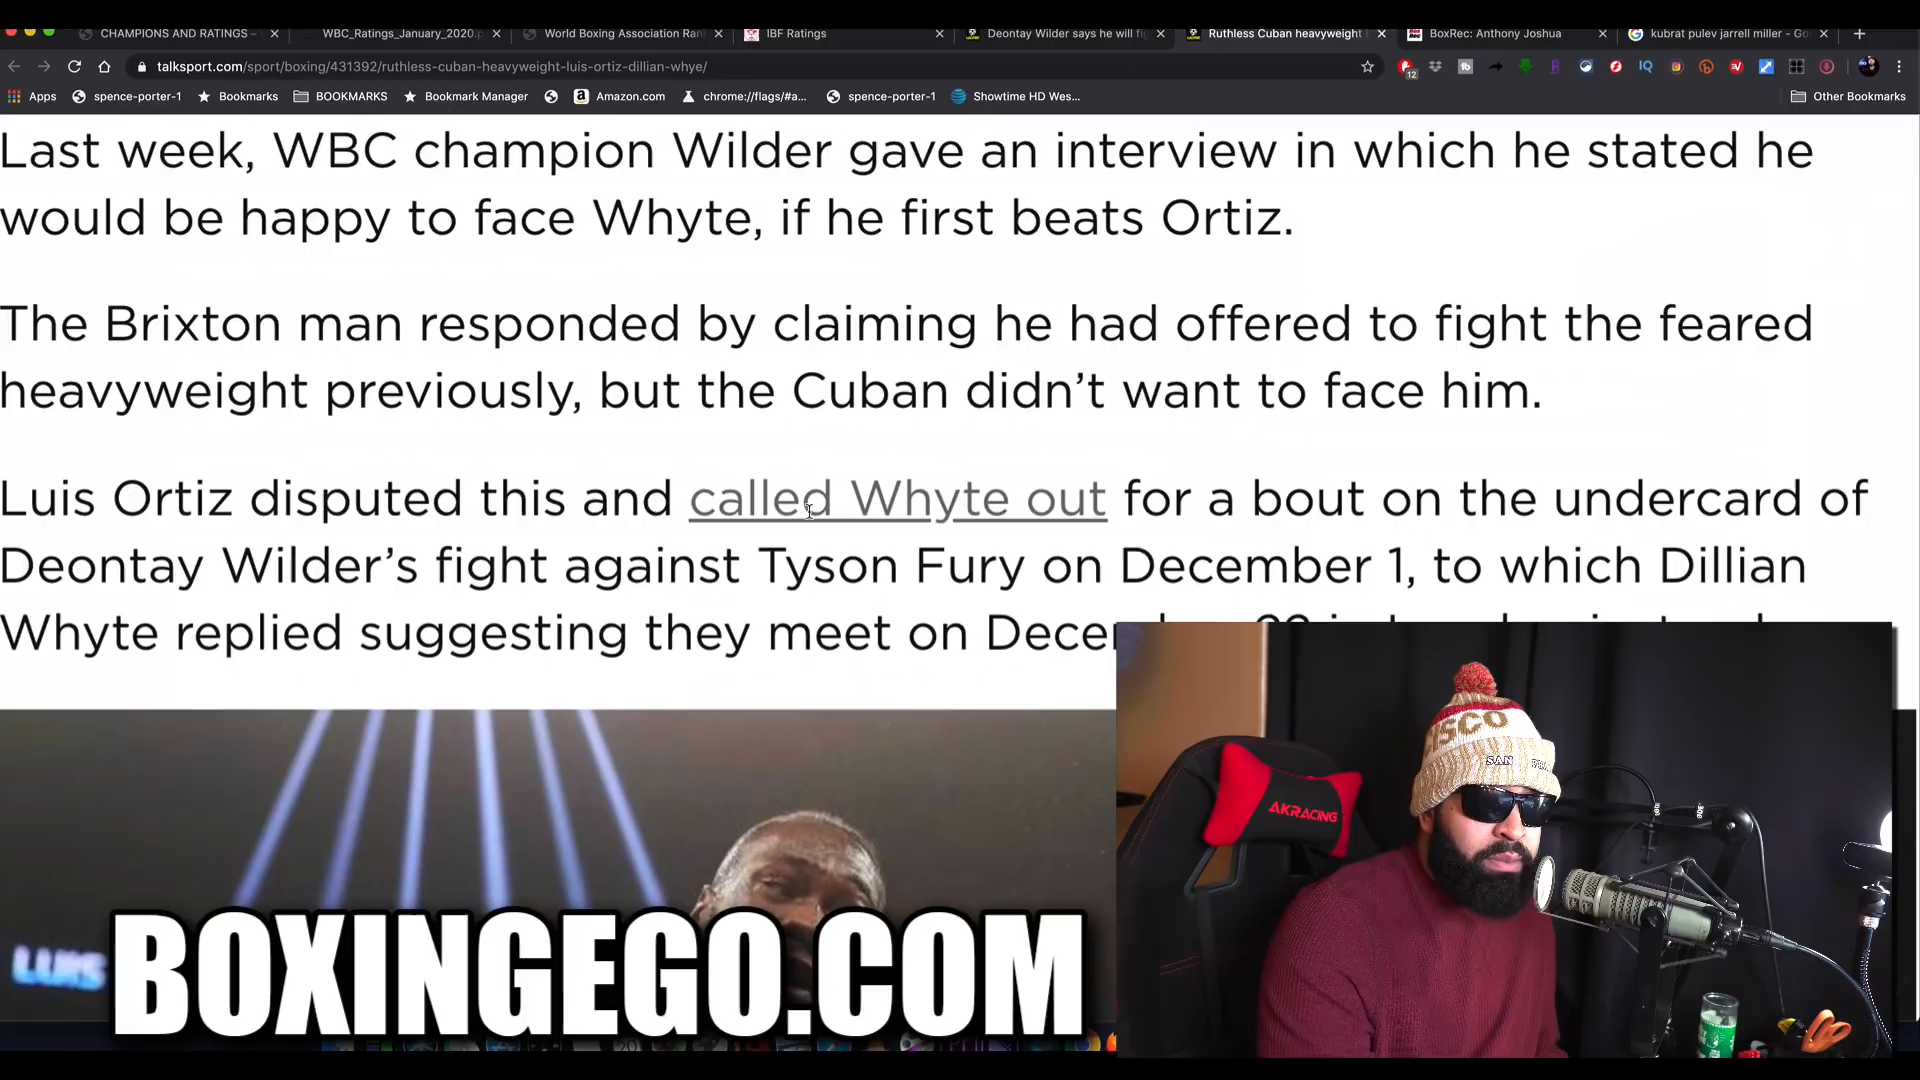 CHAMPIONS AND RATINGS –
WBC_Ratings_January_2020.p
World Boxing Association Rank
IBF Ratings
Deontay Wilder says he will fig
Ruthless Cuban heavyweight L
BoxRec: Anthony Joshua
kubrat pulev jarrell miller - Go
talksport.com/sport/boxing/431392/ruthless-cuban-heavyweight-luis-ortiz-dillian-whye/
12
Apps
spence-porter-1
Bookmarks
BOOKMARKS
Bookmark Manager
Amazon.com
chrome://flags/#a...
spence-porter-1
Showtime HD Wes...
Other Bookmarks
Last week, WBC champion Wilder gave an interview in which he stated he
would be happy to face Whyte, if he first beats Ortiz.
The Brixton man responded by claiming he had offered to fight the feared
heavyweight previously, but the Cuban didn't want to face him.
Luis Ortiz disputed this and called Whyte out for a bout on the undercard of
Deontay Wilder's fight against Tyson Fury on December 1, to which Dillian
Whyte replied suggesting they meet on Dece
LUIS
BOXINGEGO.COM
AKRACING
ISCO
SAN